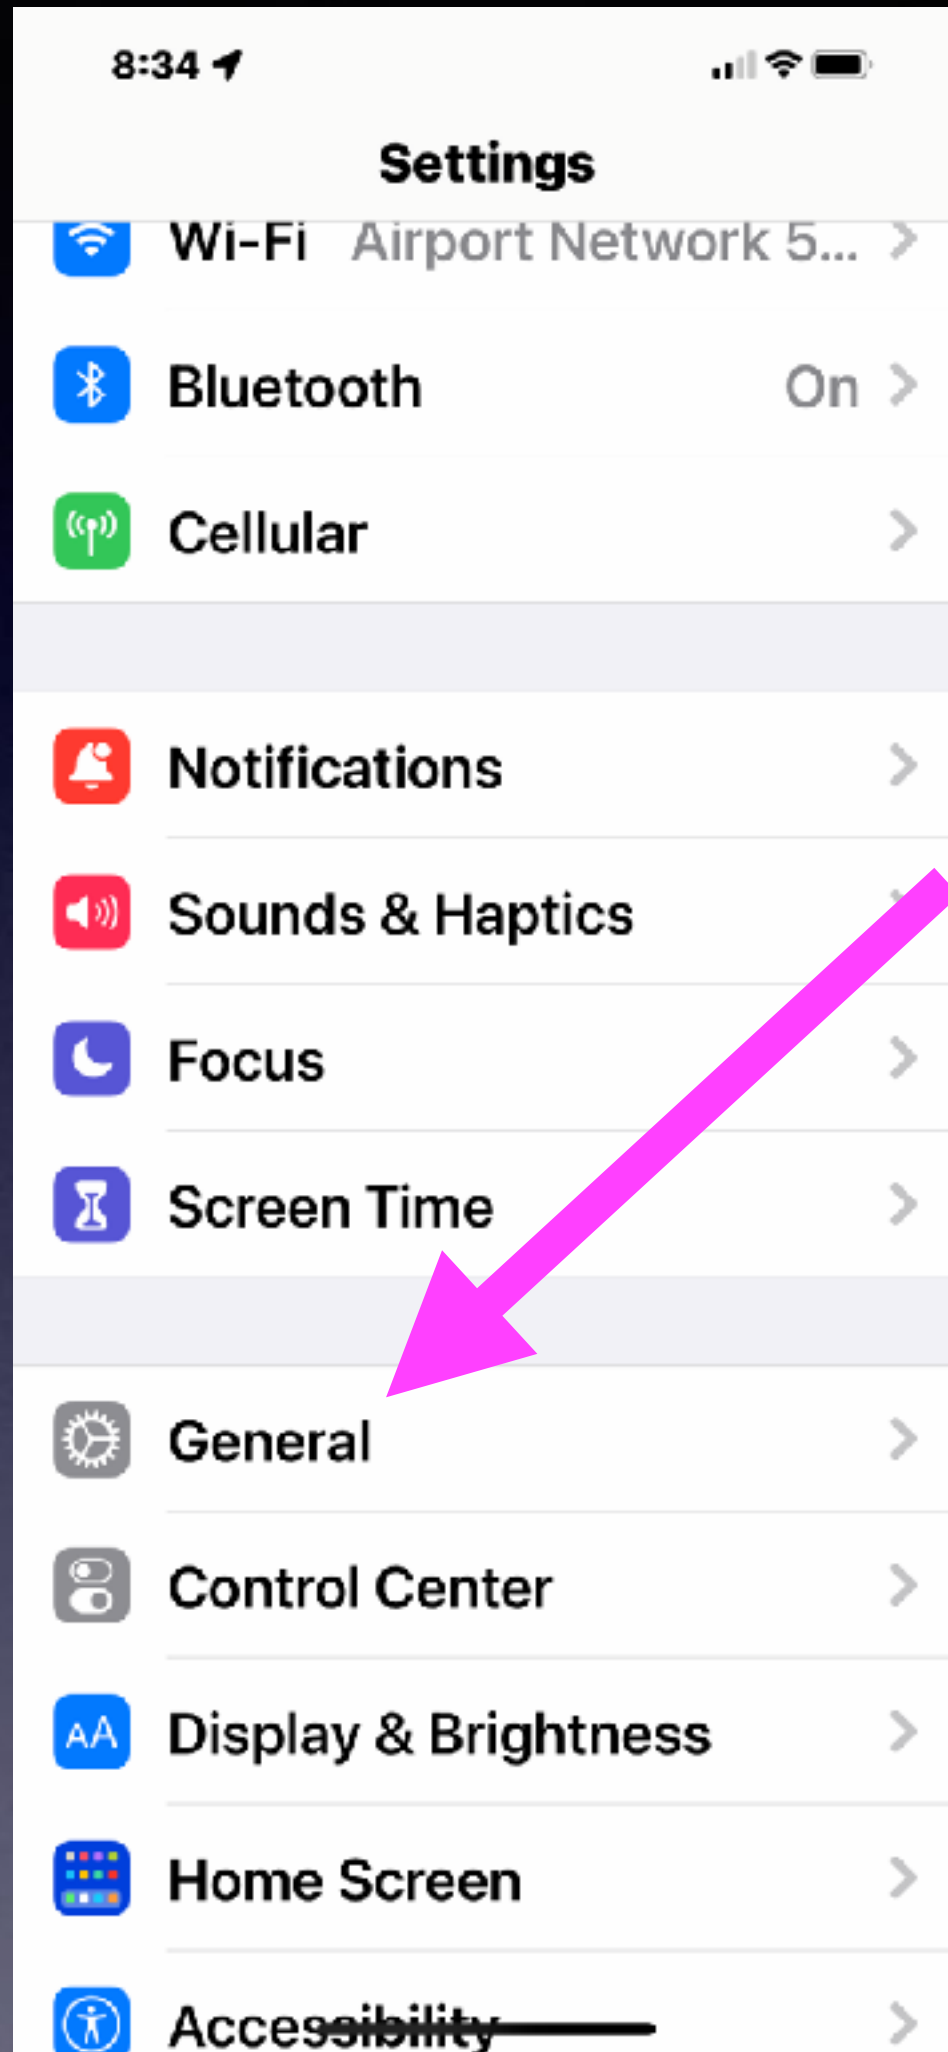 8:34
Settings
Wi-Fi Airport Network 5...
Bluetooth On
Cellular
Notifications
Sounds & Haptics
Focus
Screen Time
General
Control Center
AA Display & Brightness
Home Screen
Accessibility